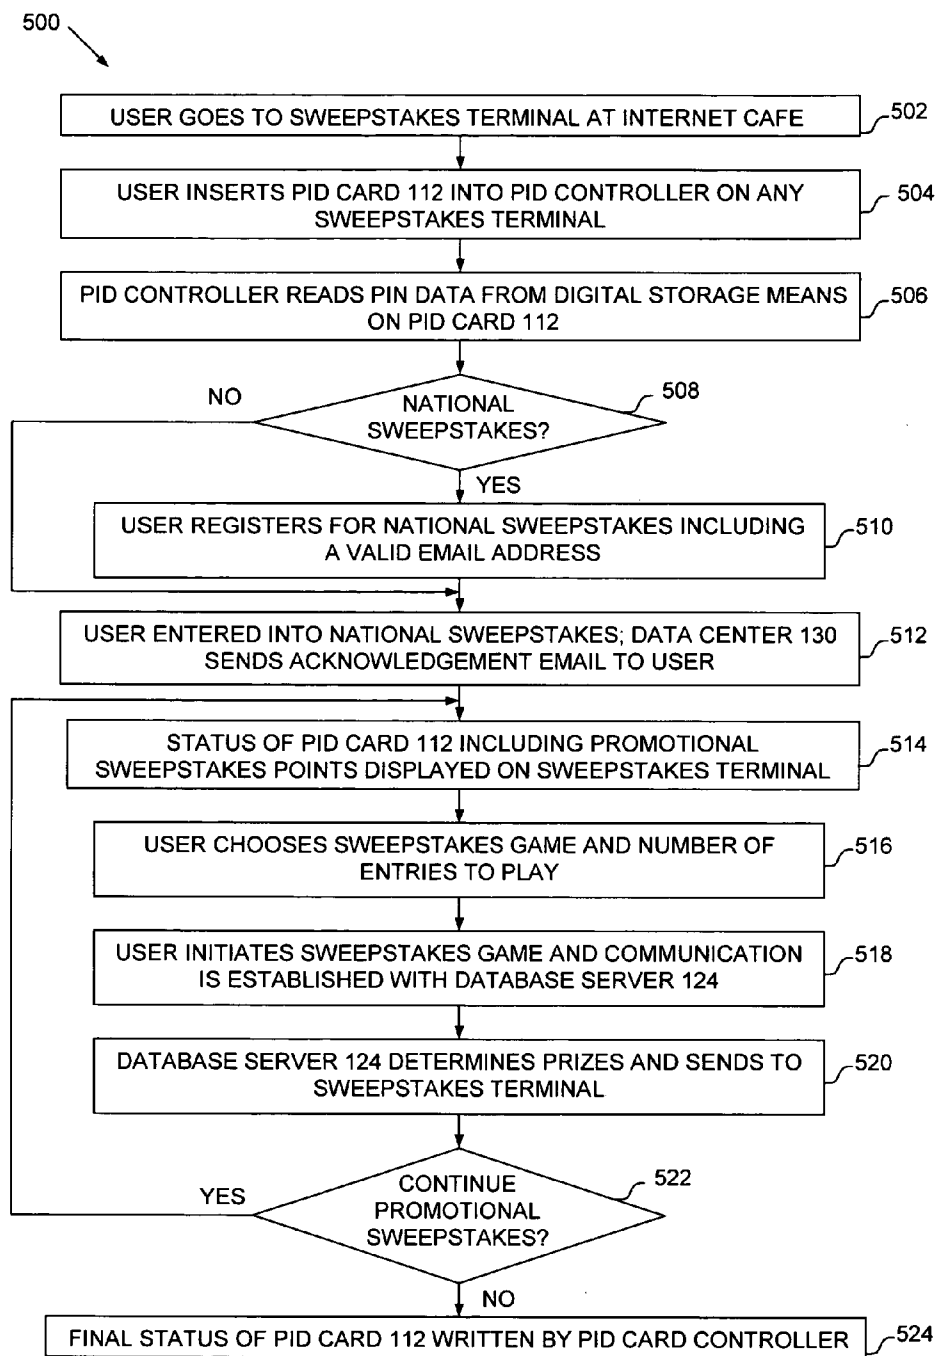 500
USER GOES TO SWEEPSTAKES TERMINAL AT INTERNET CAFE
502
USER INSERTS PID CARD 112 INTO PID CONTROLLER ON ANY
SWEEPSTAKES TERMINAL
504
PID CONTROLLER READS PIN DATA FROM DIGITAL STORAGE MEANS
ON PID CARD 112
506
NO
NATIONAL
SWEEPSTAKES?
508
YES
USER REGISTERS FOR NATIONAL SWEEPSTAKES INCLUDING
A VALID EMAIL ADDRESS
510
USER ENTERED INTO NATIONAL SWEEPSTAKES; DATA CENTER 130
SENDS ACKNOWLEDGEMENT EMAIL TO USER
512
STATUS OF PID CARD 112 INCLUDING PROMOTIONAL
SWEEPSTAKES POINTS DISPLAYED ON SWEEPSTAKES TERMINAL
514
USER CHOOSES SWEEPSTAKES GAME AND NUMBER OF
ENTRIES TO PLAY
516
USER INITIATES SWEEPSTAKES GAME AND COMMUNICATION
IS ESTABLISHED WITH DATABASE SERVER 124
518
DATABASE SERVER 124 DETERMINES PRIZES AND SENDS TO
SWEEPSTAKES TERMINAL
520
YES
CONTINUE
PROMOTIONAL
SWEEPSTAKES?
522
NO
FINAL STATUS OF PID CARD 112 WRITTEN BY PID CARD CONTROLLER
524